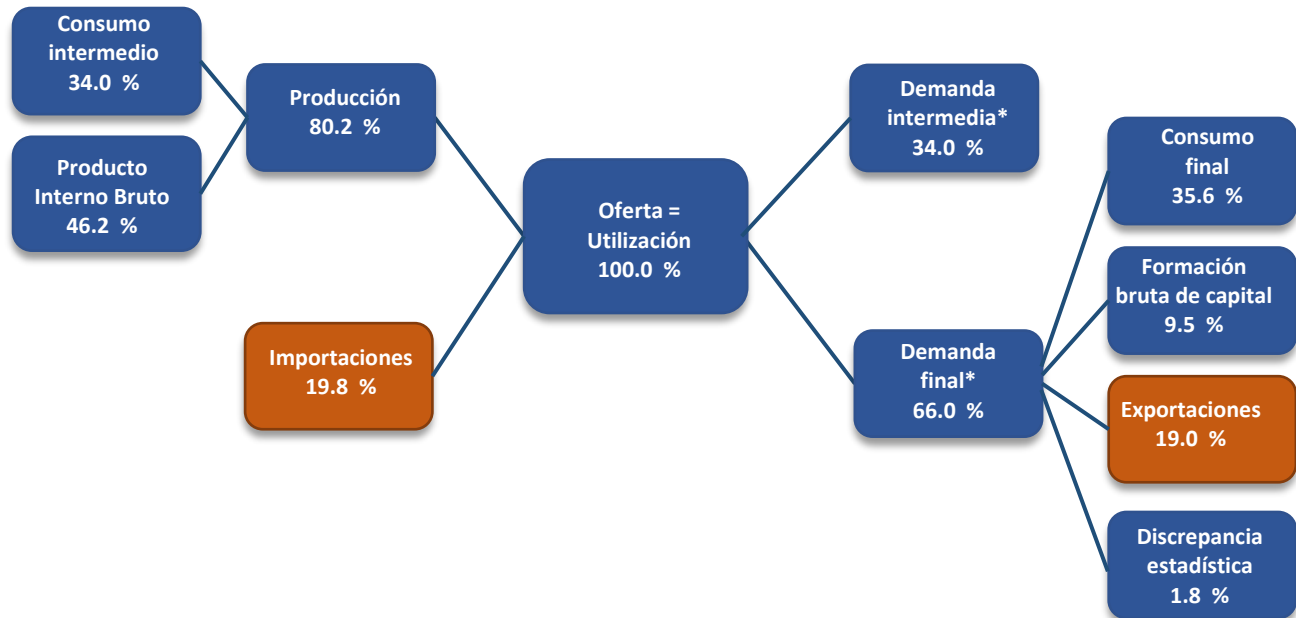 Consumo
intermedio
34.0 %
Producto
Interno Bruto
46.2 %
Producción
80.2 %
Importaciones
19.8 %
Oferta =
Utilización
100.0 %
Demanda
intermedia*
34.0 %
Demanda
final*
66.0 %
Consumo
final
35.6 %
Formación
bruta de capital
9.5 %
Exportaciones
19.0 %
Discrepancia
estadística
1.8 %